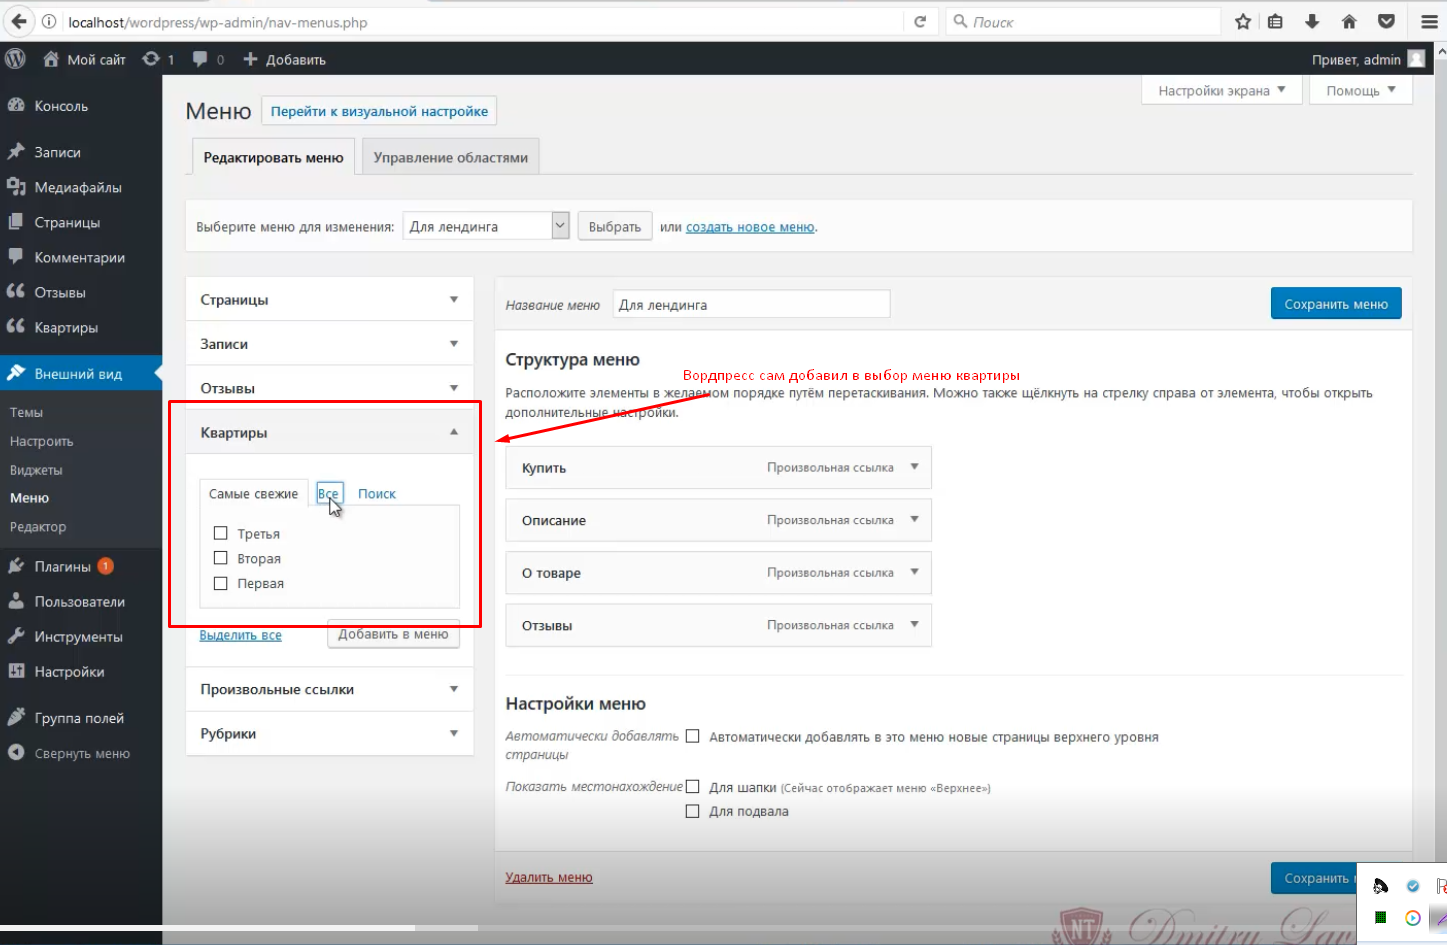 localhost/wordpress/wp-admin/nav-menus.php
Поиск
Мой сайт
1
0
Добавить
Привет, admin
Настройки экрана
Помощь
Консоль
Записи
Медиафайлы
Страницы
Комментарии
Отзывы
Квартиры
Внешний вид
Темы
Настроить
Виджеты
Меню
Редактор
Плагины 1
Пользователи
Инструменты
Настройки
Группа полей
Свернуть меню
Меню
Перейти к визуальной настройке
Редактировать меню
Управление областями
Выберите меню для изменения: Для лендинга Выбрать или создать новое меню.
Страницы
Записи
Отзывы
Квартиры
Самые свежие Все Поиск
Третья
Вторая
Первая
Выделить все Добавить в меню
Произвольные ссылки
Рубрики
Название меню Для лендинга Сохранить меню
Структура меню
Вордпресс сам добавил в выбор меню квартиры
Расположите элементы в желаемом порядке путём перетаскивания. Можно также щёлкнуть на стрелку справа от элемента, чтобы открыть
дополнительные настройки.
Купить Произвольная ссылка
Описание Произвольная ссылка
О товаре Произвольная ссылка
Отзывы Произвольная ссылка
Настройки меню
Автоматически добавлять
страницы
Автоматически добавлять в это меню новые страницы верхнего уровня
Показать местонахождение
Для шапки (Сейчас отображает меню «Верхнее»)
Для подвала
Удалить меню
Сохранить
NT
Dmitry